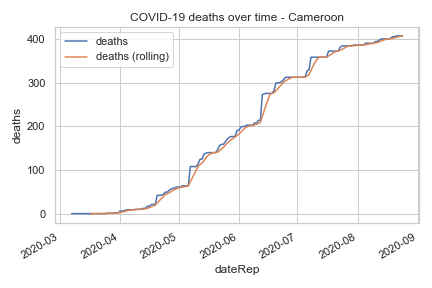 COVID-19 deaths over time - Cameroon
deaths
deaths (rolling)
400
300
200
100
0
deaths
2020-03
2020-04
2020-05
2020-06
2020-07
2020-08
2020-09
dateRep